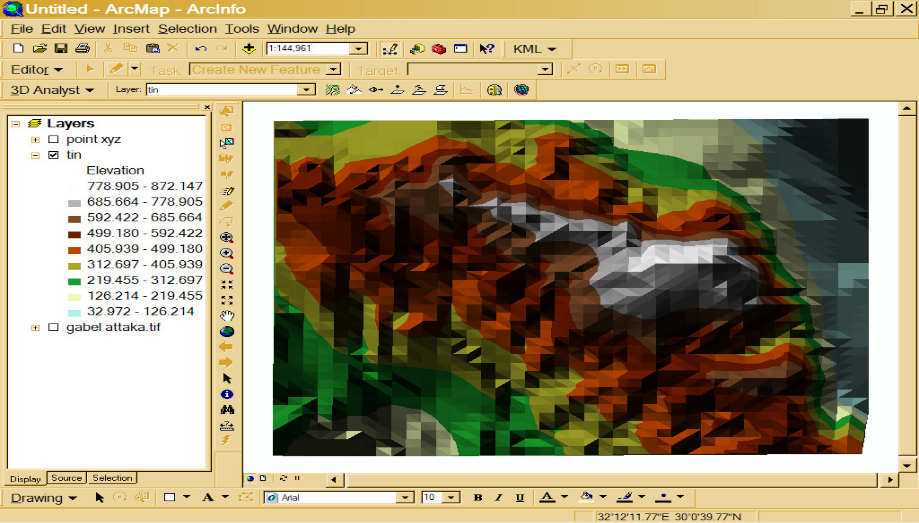 Untitled - ArcMap - ArcInfo
File Edit View Insert Selection Tools Window Help
1:144,961 KML
Editor Task: Create New Feature Target:
3D Analyst Layer: tin
Layers
point xyz
tin
Elevation
778.905 - 872.147
685.664 - 778.905
592.422 - 685.664
499.180 - 592.422
405.939 - 499.180
312.697 - 405.939
219.455 - 312.697
126.214 - 219.455
32.972 - 126.214
gabel attaka.tif
Display Source Selection
Drawing A Arial 10 B I U A
32°12'11.77"E 30°0'39.77"N